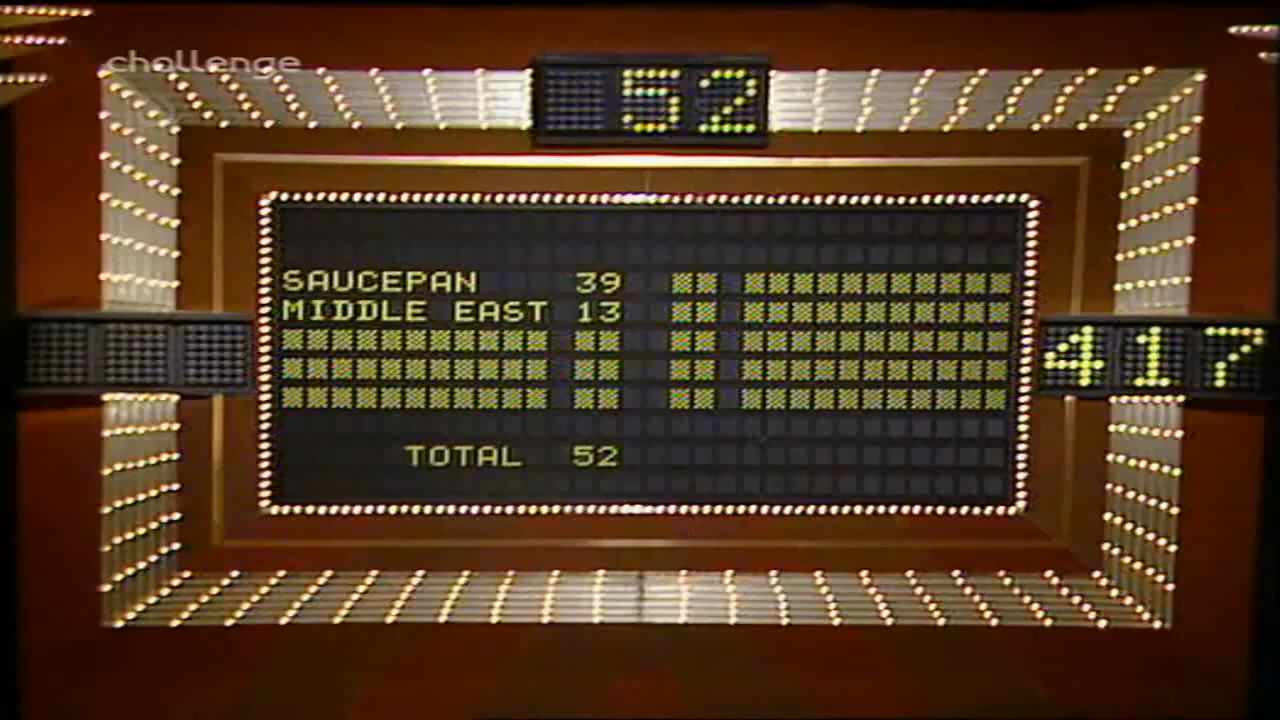 challenge
52
SAUCEPAN 39
MIDDLE EAST 13
417
TOTAL 52